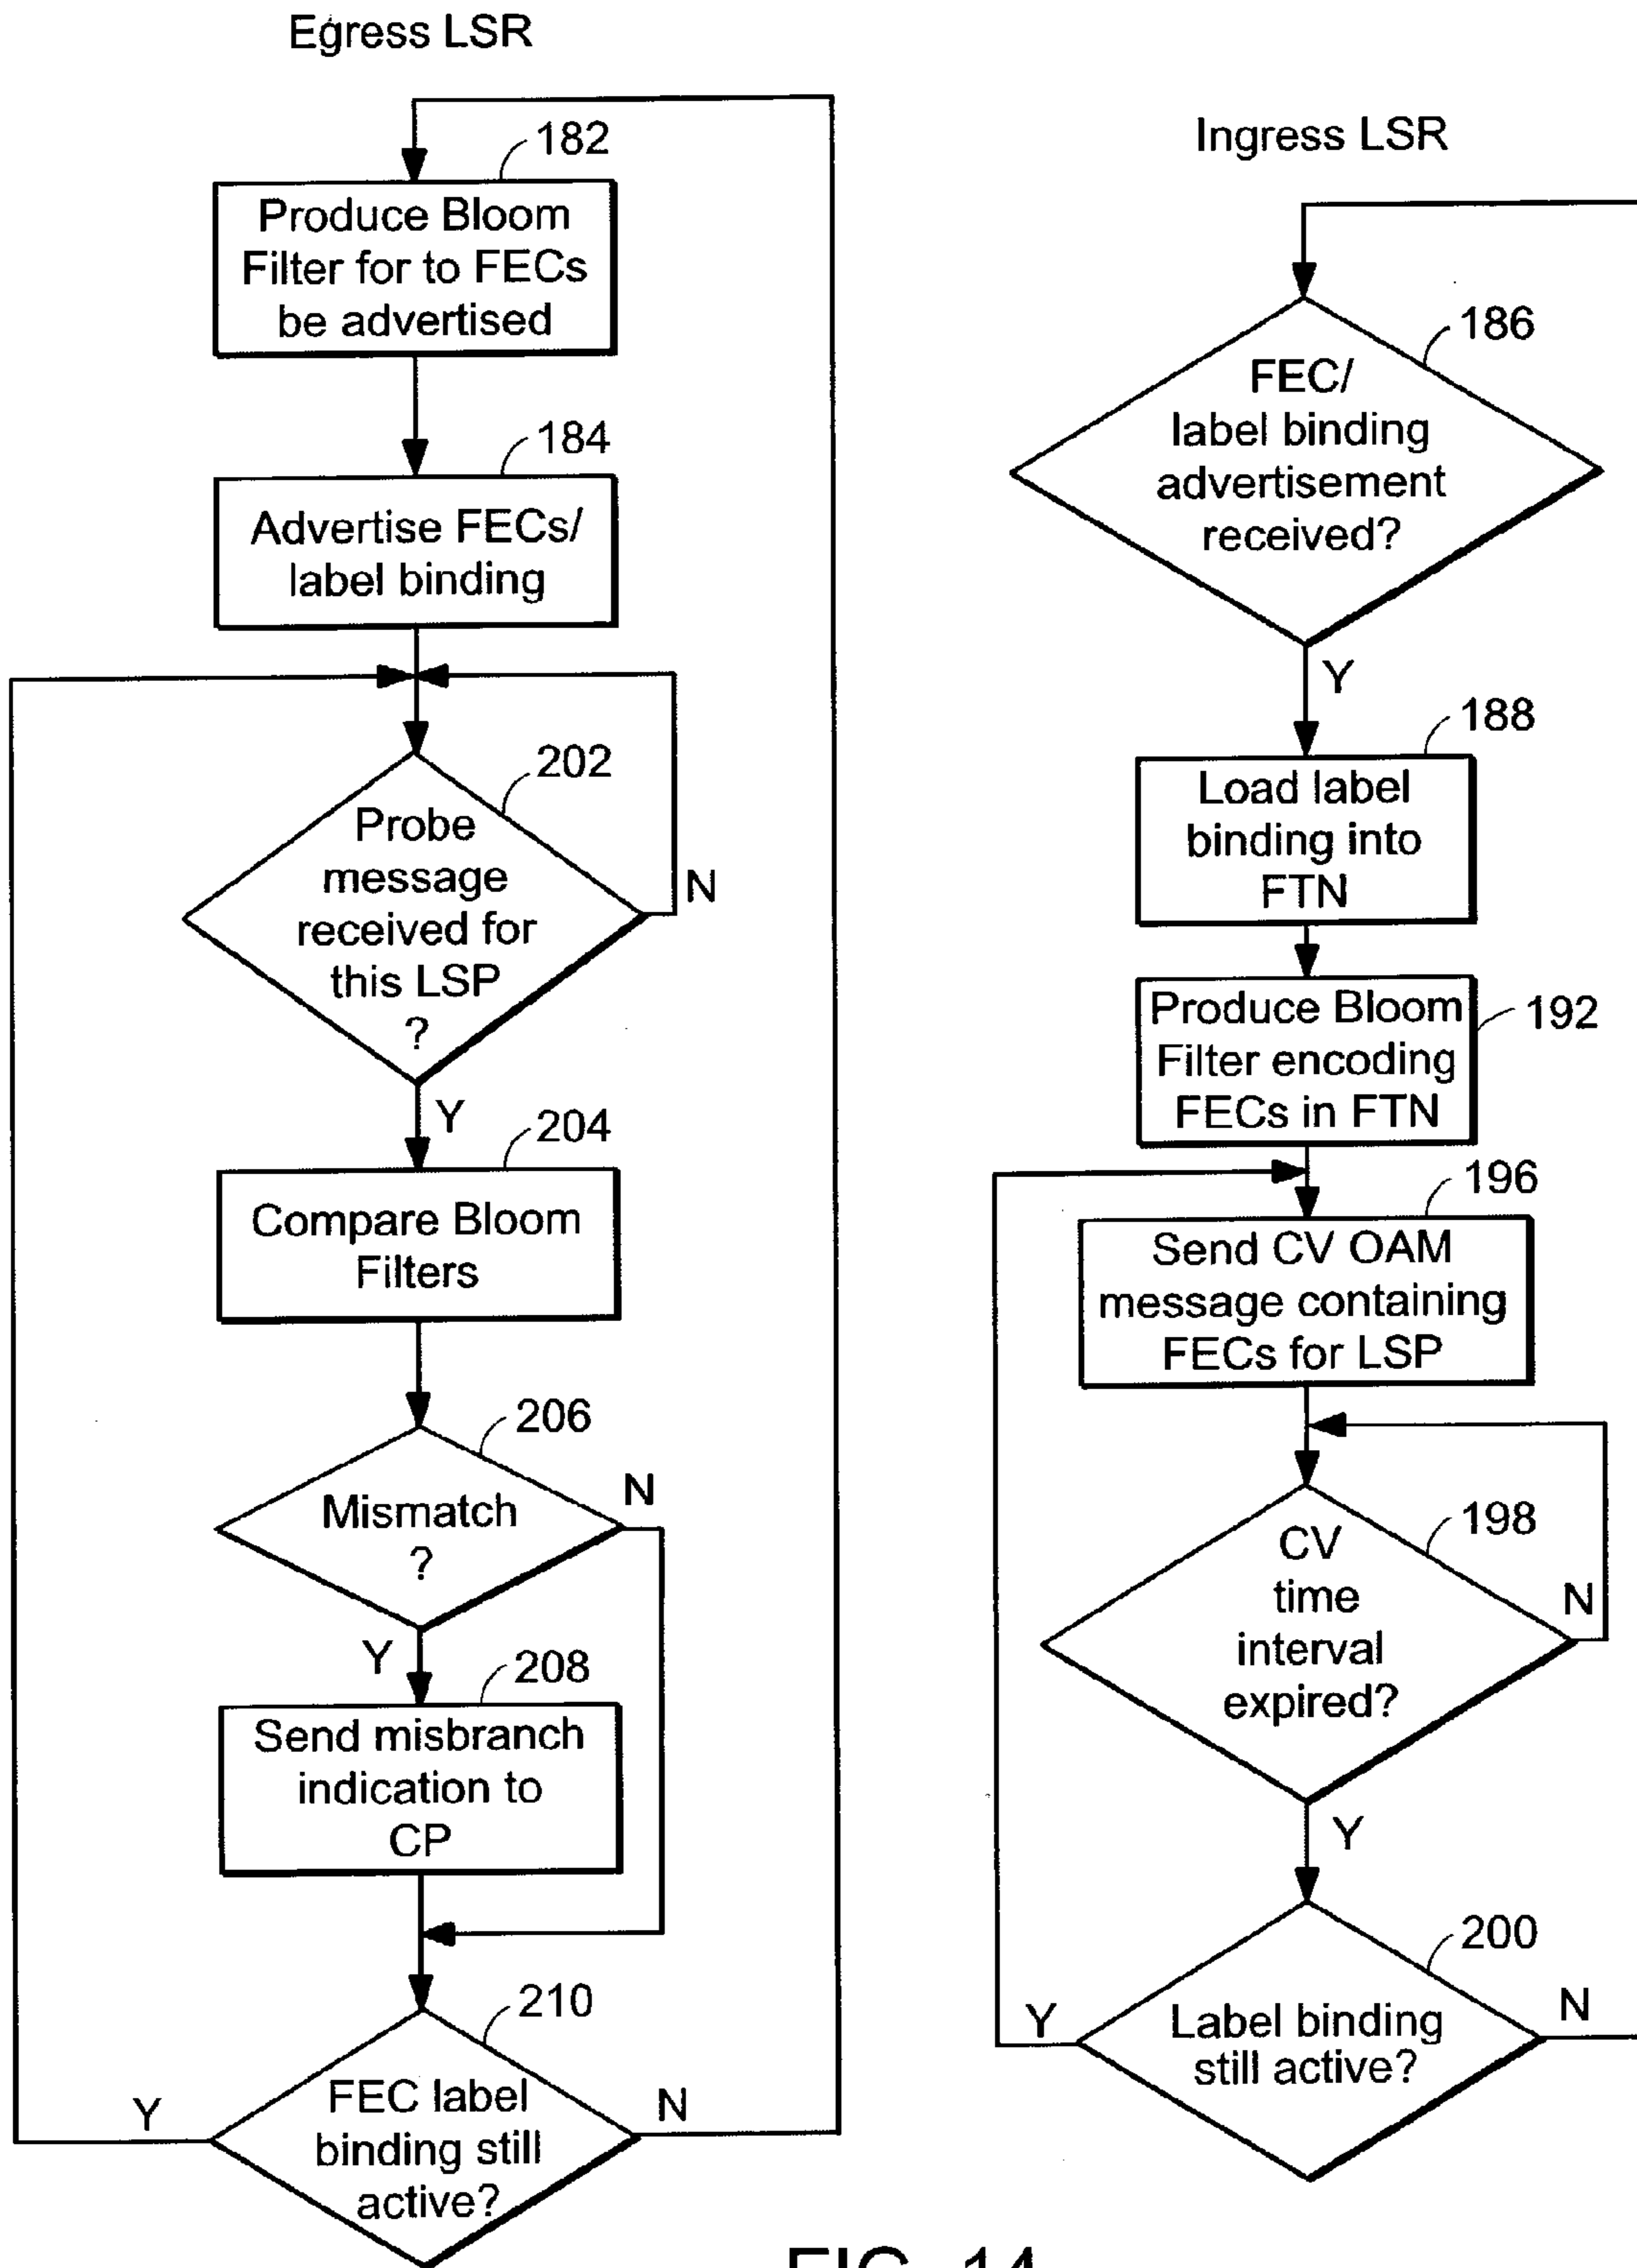 Egress LSR
182
Produce Bloom
Filter for to FECs
be advertised
184
Advertise FECs/
label binding
202
Probe
message
received for
this LSP
?
N
Y
204
Compare Bloom
Filters
206
Mismatch
?
N
Y
208
Send misbranch
indication to
CP
210
FEC label
binding still
active?
Y
N
Ingress LSR
186
FEC/
label binding
advertisement
received?
Y
188
Load label
binding into
FTN
192
Produce Bloom
Filter encoding
FECs in FTN
196
Send CV OAM
message containing
FECs for LSP
198
CV
time
interval
expired?
N
Y
200
Label binding
still active?
Y
N
FIG. 14